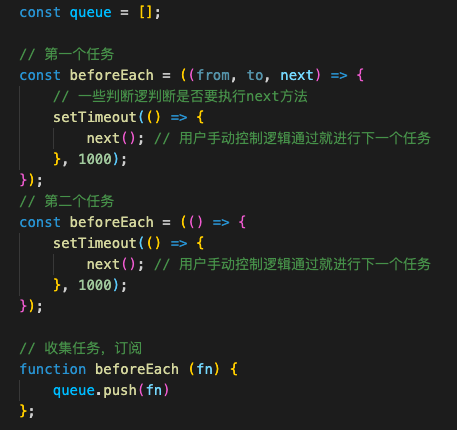 const queue = [];
// 第一个任务
const beforeEach = ((from, to, next) => {
// 一些判断逻判断是否要执行next方法
setTimeout(() => {
next(); // 用户手动控制逻辑通过就进行下一个任务
}, 1000);
});
// 第二个任务
const beforeEach = (() => {
setTimeout(() => {
next(); // 用户手动控制逻辑通过就进行下一个任务
}, 1000);
});
// 收集任务，订阅
function beforeEach (fn) {
queue.push(fn)
};